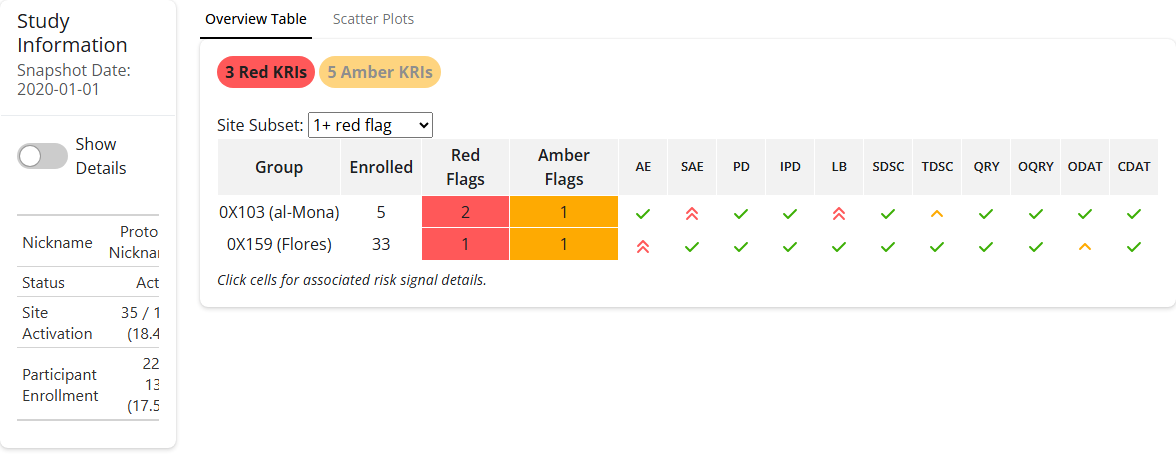 Study
Information
Snapshot Date:
2020-01-01
Show
Details
Nickname
Proto
Nicknar
Status
Act
Site
Activation
35 / 1
(18.4
Participant
Enrollment
22
13
(17.5
Overview Table
Scatter Plots
3 Red KRIs
5 Amber KRIs
Site Subset: 1+ red flag
Group Enrolled Red Flags Amber Flags AE SAE PD IPD LB SDSC TDSC QRY OQRY ODAT CDAT
0X103 (al-Mona) 5 2 1
0X159 (Flores) 33 1 1
Click cells for associated risk signal details.